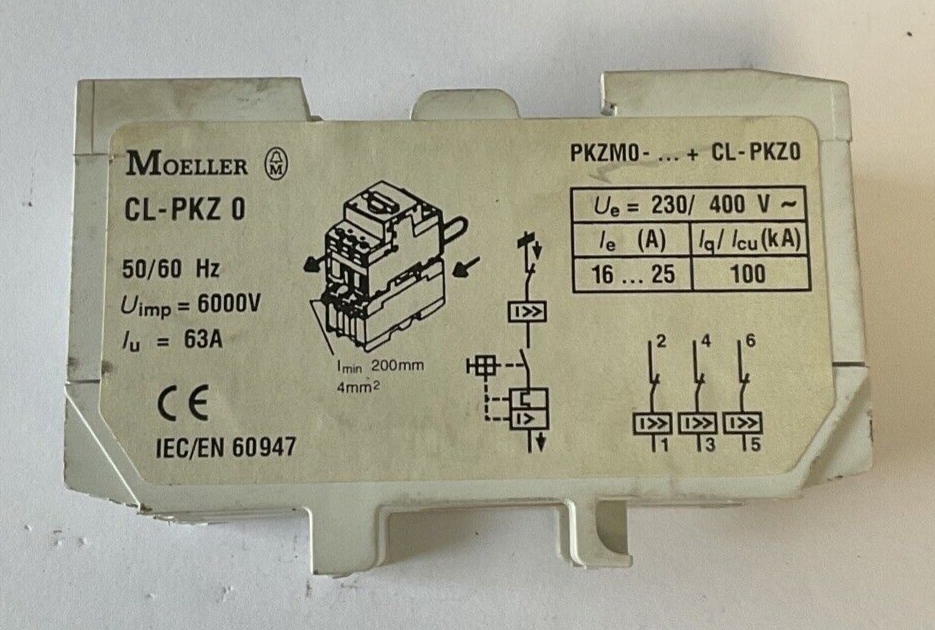 MOELLER M
CL-PKZ 0
50/60 Hz
Uimp = 6000V
Iu = 63A
CE
IEC/EN 60947
lmin 200mm
4mm²
I>>
I>
PKZM0- ... + CL-PKZ0
Ue = 230/ 400 V ~
Ie (A) Iq/ Icu (kA)
16 ... 25 100
2 4 6
I>> I>> I>>
1 3 5